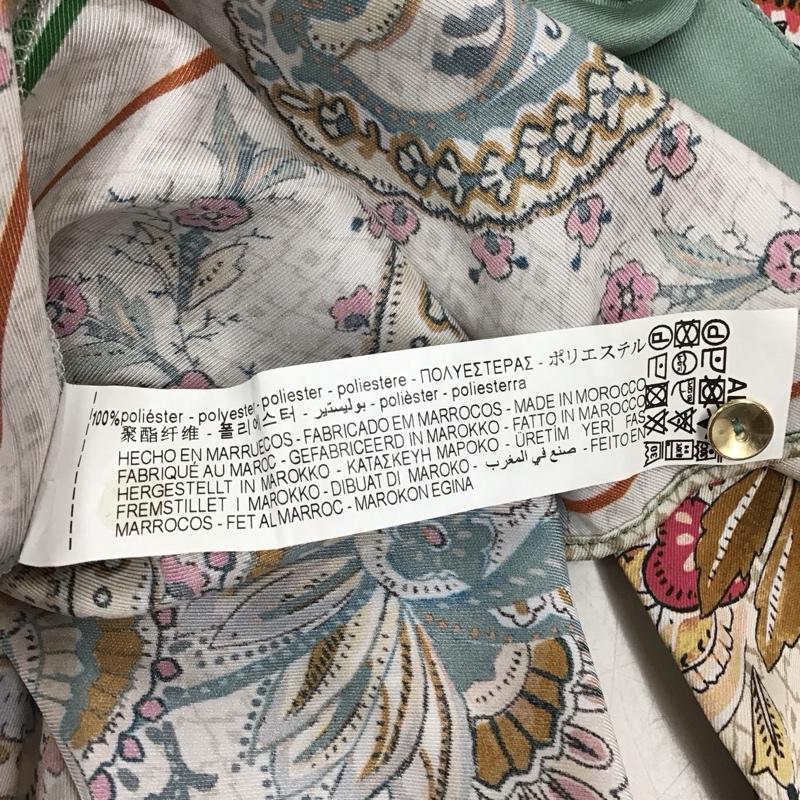 100% poliéster - polyester - poliester - poliestere - ΠΟΛΥΕΣΤΕΡΑΣ - ポリエステル
聚酯纤维 - 폴리에스터 - بوليستير - polièster - poliesterra
HECHO EN MARRUECOS - FABRICADO EM MARROCOS - MADE IN MOROCCO
FABRIQUÉ AU MAROC - GEFABRICEERD IN MAROKKO - FATTO IN MAROCCO
HERGESTELLT IN MAROKKO - ΚΑΤΑΣΚΕΥΗ ΜΑΡΟΚΟ - ÜRETİM YERİ FAS
FREMSTILLET I MAROKKO - DIBUAT DI MAROKO - صنع في المغرب - FEITO EN
MARROCOS - FET AL MARROC - MAROKON EGINA